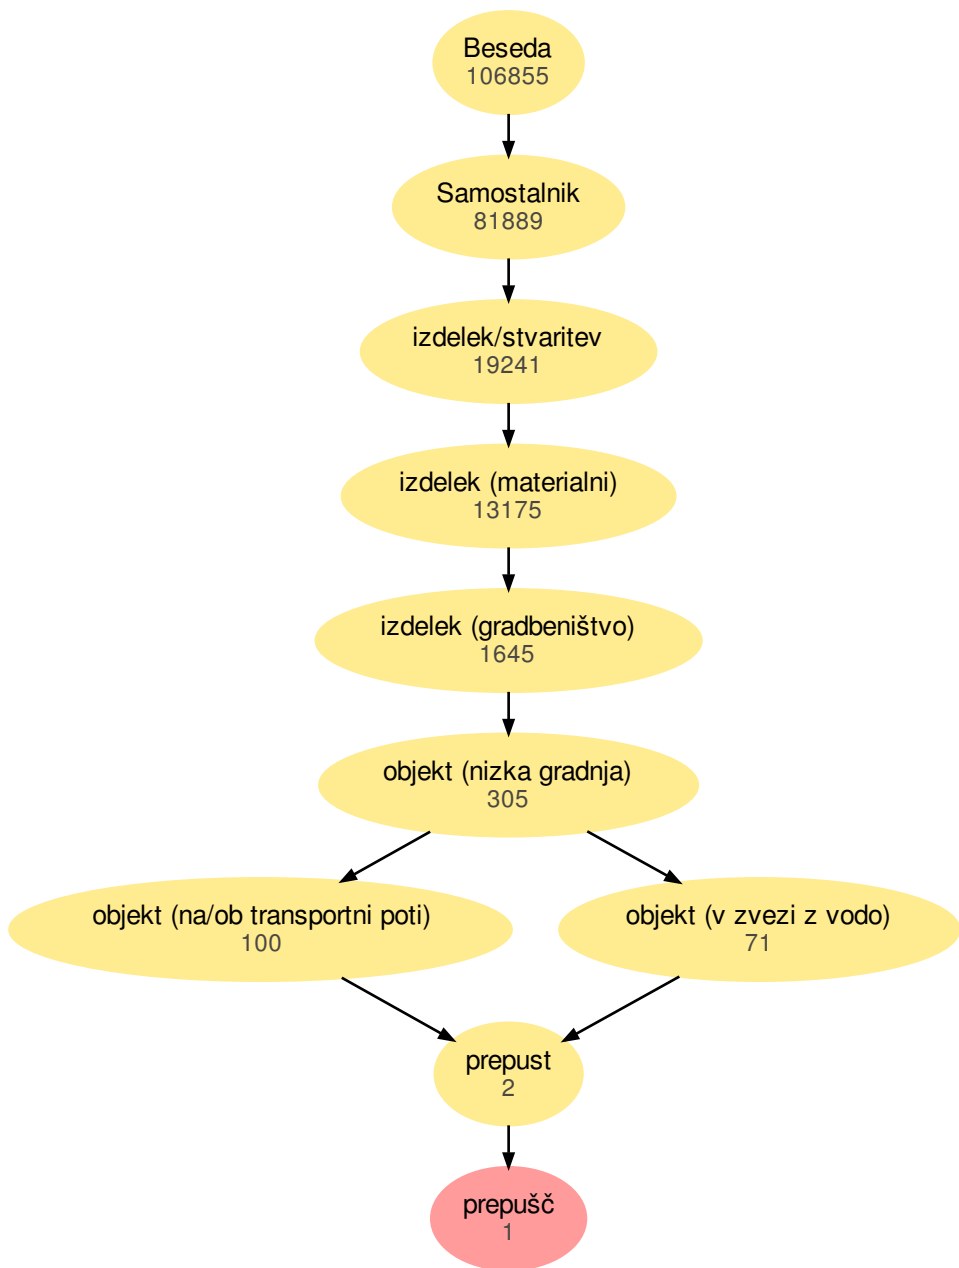 Beseda
106855
Samostalnik
81889
izdelek/stvaritev
19241
izdelek (materialni)
13175
izdelek (gradbeništvo)
1645
objekt (nizka gradnja)
305
objekt (na/ob transportni poti)
100
objekt (v zvezi z vodo)
71
prepust
2
prepušč
1